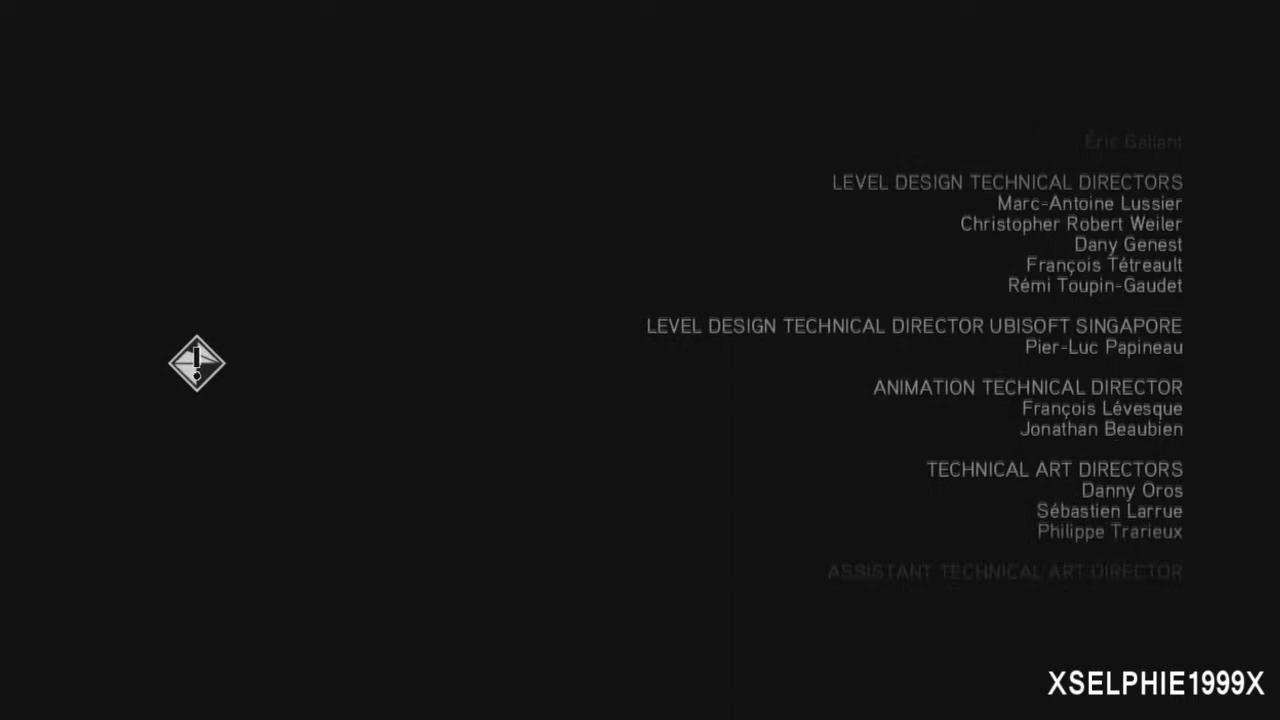 Éric Gallant
LEVEL DESIGN TECHNICAL DIRECTORS
Marc-Antoine Lussier
Christopher Robert Weiler
Dany Genest
François Tétreault
Rémi Toupin-Gaudet
LEVEL DESIGN TECHNICAL DIRECTOR UBISOFT SINGAPORE
Pier-Luc Papineau
ANIMATION TECHNICAL DIRECTOR
François Lévesque
Jonathan Beaubien
TECHNICAL ART DIRECTORS
Danny Oros
Sébastien Larrue
Philippe Trarieux
ASSISTANT TECHNICAL ART DIRECTOR
!
XSELPHIE1999X